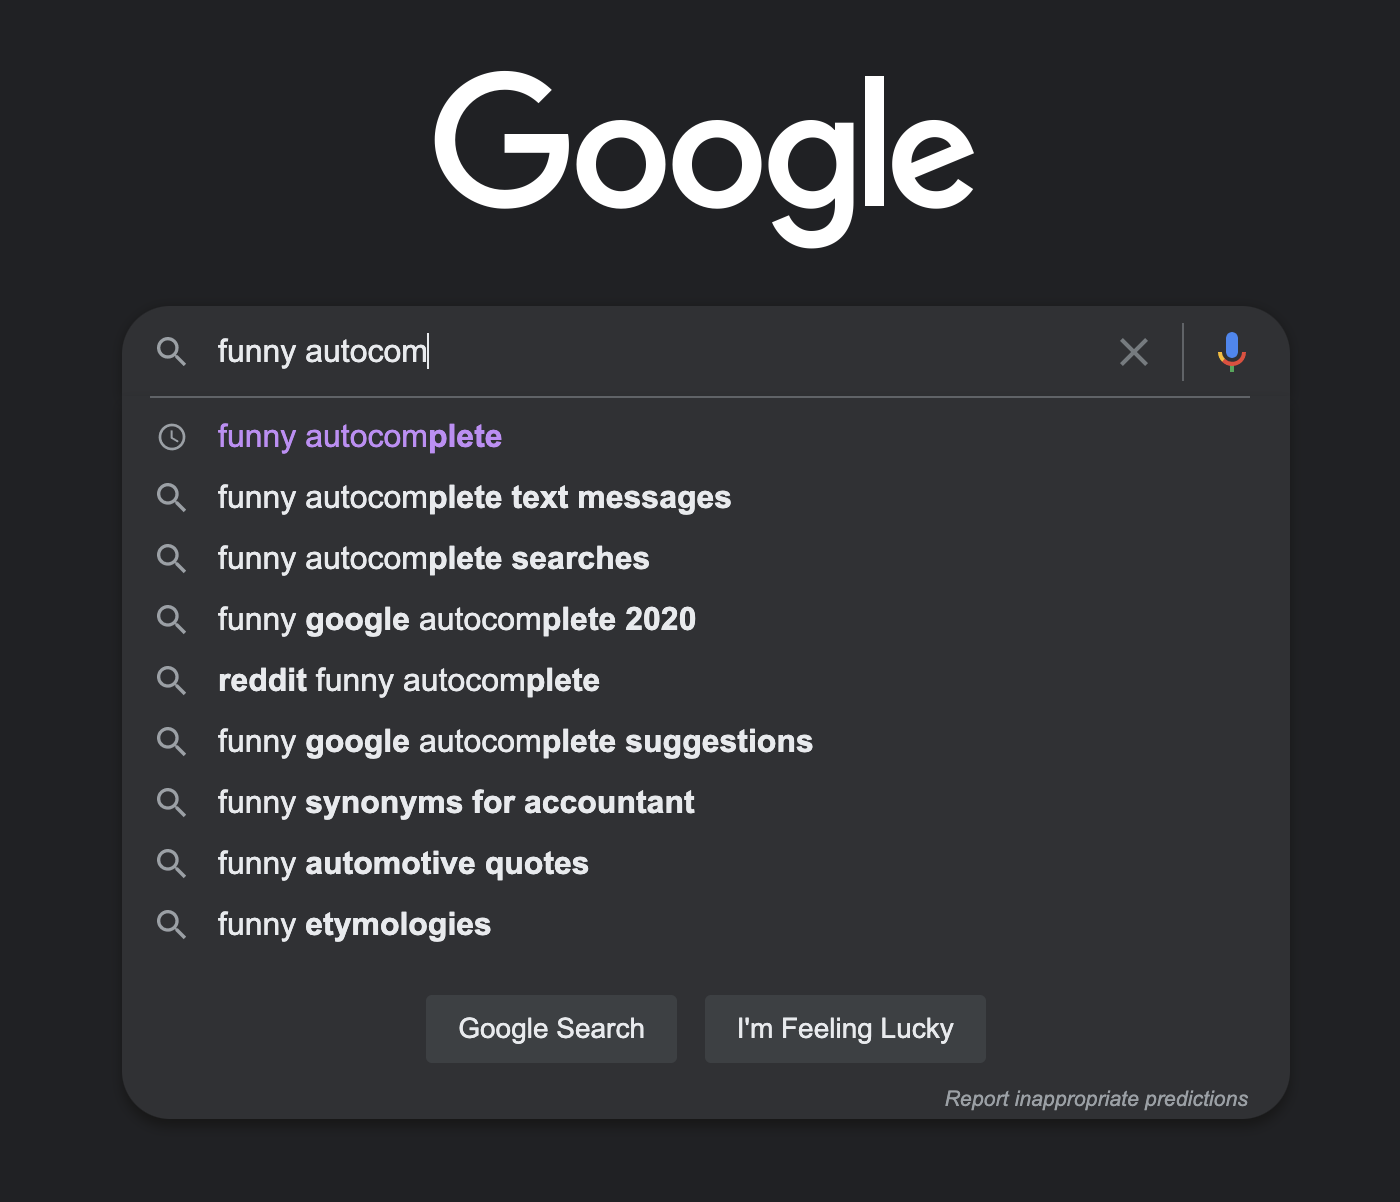 Google
funny autocom
funny autocomplete
funny autocomplete text messages
funny autocomplete searches
funny google autocomplete 2020
reddit funny autocomplete
funny google autocomplete suggestions
funny synonyms for accountant
funny automotive quotes
funny etymologies
Google Search
I'm Feeling Lucky
Report inappropriate predictions